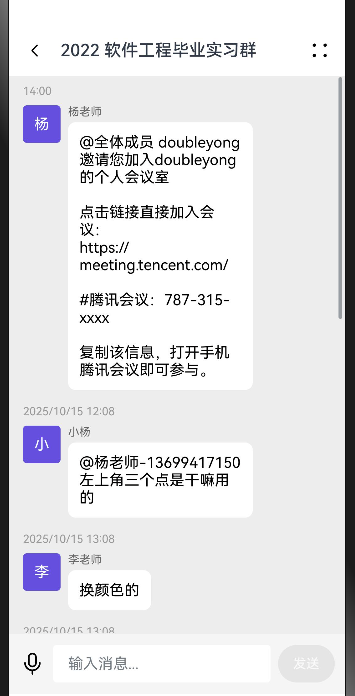 2022 软件工程毕业实习群
14:00
杨
杨老师
@全体成员 doubleyong
邀请您加入doubleyong
的个人会议室
点击链接直接加入会
议：
https://
meeting.tencent.com/
#腾讯会议：787-315-
xxxx
复制该信息，打开手机
腾讯会议即可参与。
2025/10/15 12:08
小
小杨
@杨老师-13699417150
左上角三个点是干嘛用
的
2025/10/15 13:08
李
李老师
换颜色的
2025/10/15 13:08
输入消息...
发送